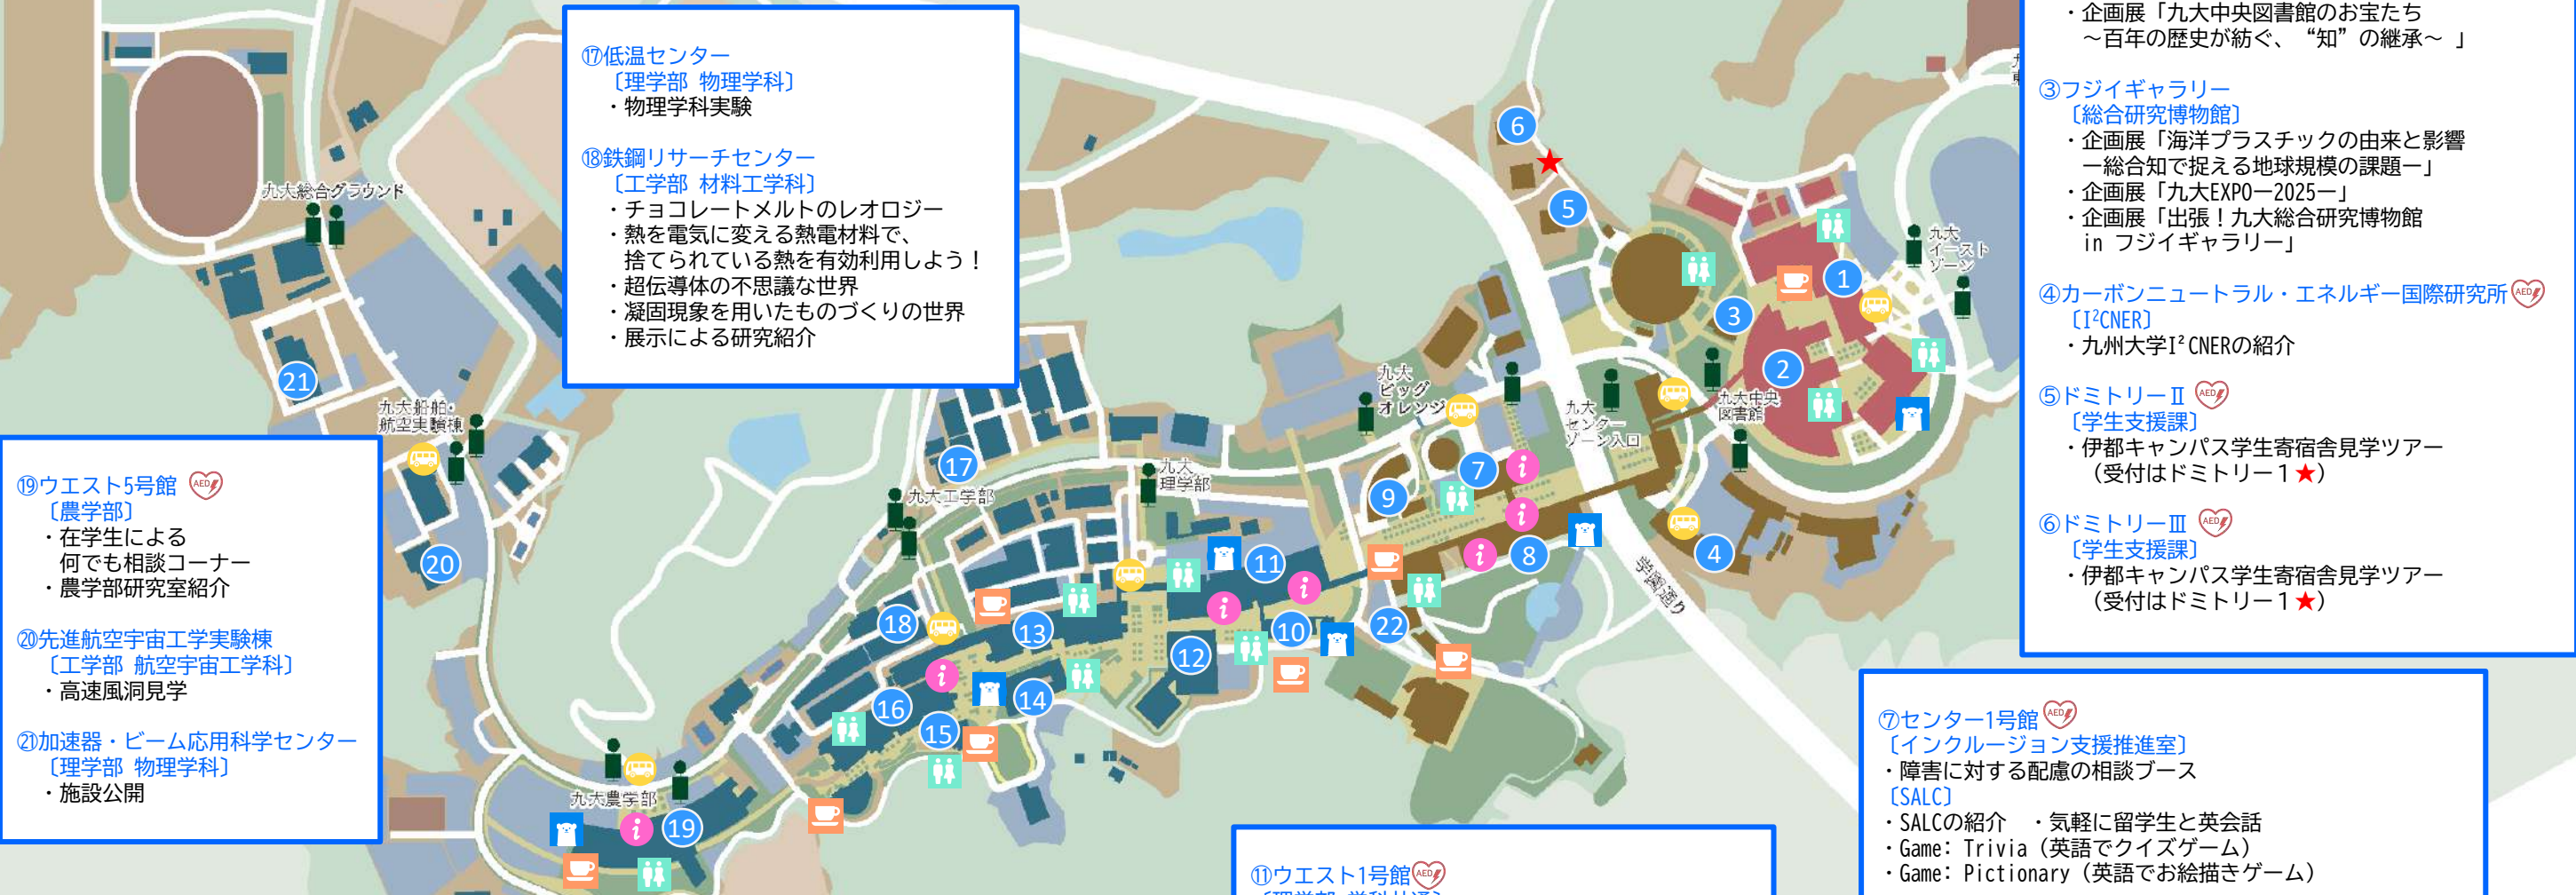 ⑰低温センター
〔理学部 物理学科〕
・物理学科実験
⑱鉄鋼リサーチセンター
〔工学部 材料工学科〕
・チョコレートメルトのレオロジー
・熱を電気に変える熱電材料で、
捨てられている熱を有効利用しよう！
・超伝導体の不思議な世界
・凝固現象を用いたものづくりの世界
・展示による研究紹介
・企画展「九大中央図書館のお宝たち
～百年の歴史が紡ぐ、“知”の継承～ 」
③フジイギャラリー
〔総合研究博物館〕
・企画展「海洋プラスチックの由来と影響
ー総合知で捉える地球規模の課題ー」
・企画展「九大EXPOー2025ー」
・企画展「出張！九大総合研究博物館
in フジイギャラリー」
④カーボンニュートラル・エネルギー国際研究所 AED
〔I²CNER〕
・九州大学I²CNERの紹介
⑤ドミトリーⅡ AED
〔学生支援課〕
・伊都キャンパス学生寄宿舎見学ツアー
（受付はドミトリー１★）
⑥ドミトリーⅢ AED
〔学生支援課〕
・伊都キャンパス学生寄宿舎見学ツアー
（受付はドミトリー１★）
⑲ウエスト5号館 AED
〔農学部〕
・在学生による
何でも相談コーナー
・農学部研究室紹介
⑳先進航空宇宙工学実験棟
〔工学部 航空宇宙工学科〕
・高速風洞見学
㉑加速器・ビーム応用科学センター
〔理学部 物理学科〕
・施設公開
⑦センター1号館 AED
〔インクルージョン支援推進室〕
・障害に対する配慮の相談ブース
〔SALC〕
・SALCの紹介　・気軽に留学生と英会話
・Game: Trivia（英語でクイズゲーム）
・Game: Pictionary（英語でお絵描きゲーム）
⑪ウエスト1号館 AED
九大総合グラウンド
九大船舶・
航空実験棟
九大工学部
九大
理学部
九大農学部
九大
ビッグ
オレンジ
九大
センター
ゾーン入口
九大中央
図書館
九大
イースト
ゾーン
学園通り
6
5
1
3
2
4
7
9
8
11
10
22
12
13
14
15
16
17
18
19
20
21